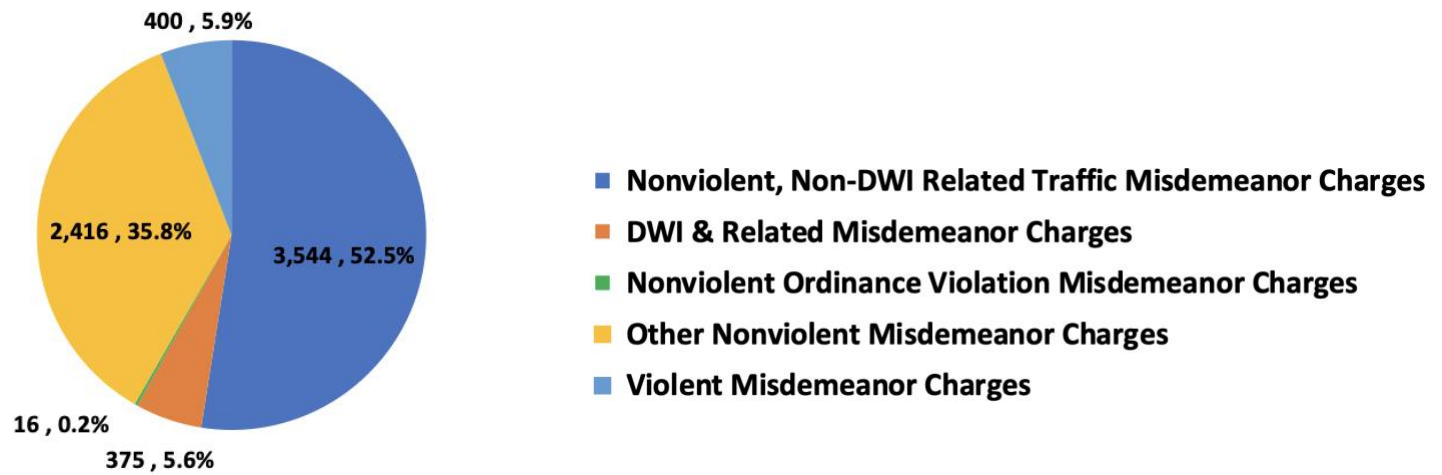 400 , 5.9%
2,416 , 35.8%
3,544 , 52.5%
16 , 0.2%
375 , 5.6%
Nonviolent, Non-DWI Related Traffic Misdemeanor Charges
DWI & Related Misdemeanor Charges
Nonviolent Ordinance Violation Misdemeanor Charges
Other Nonviolent Misdemeanor Charges
Violent Misdemeanor Charges